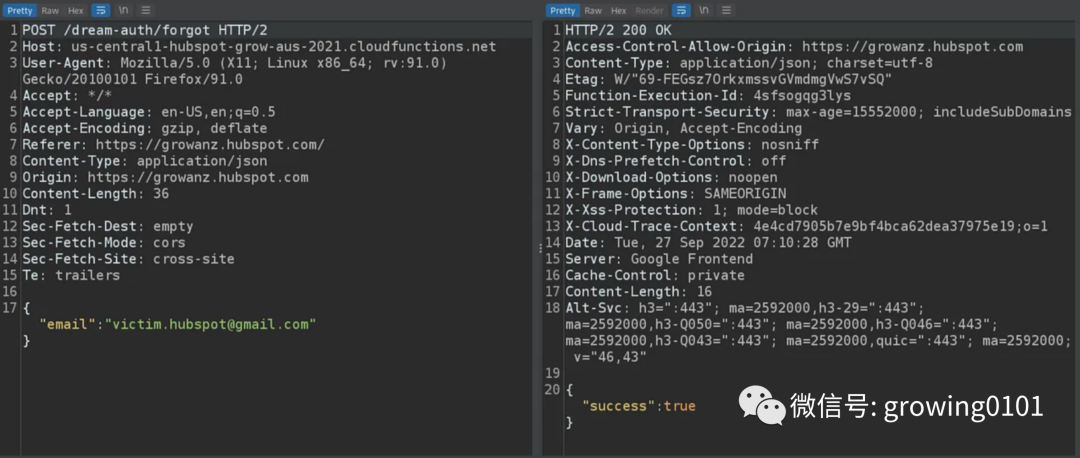 Pretty Raw Hex \n
1 POST /dream-auth/forgot HTTP/2
2 Host: us-central1-hubspot-grow-aus-2021.cloudfunctions.net
3 User-Agent: Mozilla/5.0 (X11; Linux x86_64; rv:91.0)
Gecko/20100101 Firefox/91.0
4 Accept: */*
5 Accept-Language: en-US,en;q=0.5
6 Accept-Encoding: gzip, deflate
7 Referer: https://growanz.hubspot.com/
8 Content-Type: application/json
9 Origin: https://growanz.hubspot.com
10 Content-Length: 36
11 Dnt: 1
12 Sec-Fetch-Dest: empty
13 Sec-Fetch-Mode: cors
14 Sec-Fetch-Site: cross-site
15 Te: trailers
16
17 {
"email":"victim.hubspot@gmail.com"
}
Pretty Raw Hex Render \n
1 HTTP/2 200 OK
2 Access-Control-Allow-Origin: https://growanz.hubspot.com
3 Content-Type: application/json; charset=utf-8
4 Etag: W/"69-FEGsz7OrkxmssvGVmdmgVwS7vSQ"
5 Function-Execution-Id: 4sfsogqg3lys
6 Strict-Transport-Security: max-age=15552000; includeSubDomains
7 Vary: Origin, Accept-Encoding
8 X-Content-Type-Options: nosniff
9 X-Dns-Prefetch-Control: off
10 X-Download-Options: noopen
11 X-Frame-Options: SAMEORIGIN
12 X-Xss-Protection: 1; mode=block
13 X-Cloud-Trace-Context: 4e4cd7905b7e9bf4bca62dea37975e19;o=1
14 Date: Tue, 27 Sep 2022 07:10:28 GMT
15 Server: Google Frontend
16 Cache-Control: private
17 Content-Length: 16
18 Alt-Svc: h3=":443"; ma=2592000,h3-29=":443";
ma=2592000,h3-Q050=":443"; ma=2592000,h3-Q046=":443";
ma=2592000,h3-Q043=":443"; ma=2592000,quic=":443"; ma=2592000;
v="46,43"
19
20 {
"success":true
}
微信号: growing0101